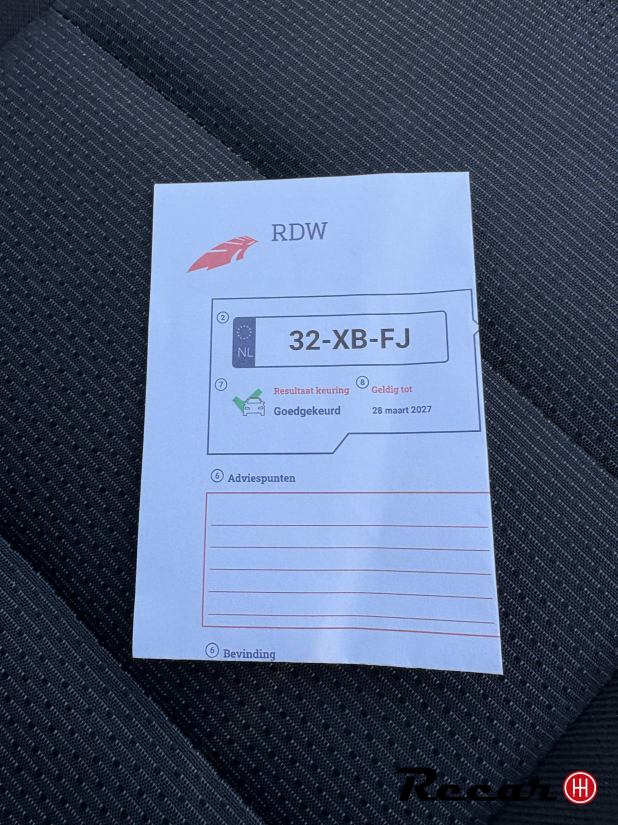 RDW
2
NL
32-XB-FJ
7
Resultaat keuring
8
Geldig tot
Goedgekeurd
28 maart 2027
6
Adviespunten
6
Bevinding
Recar